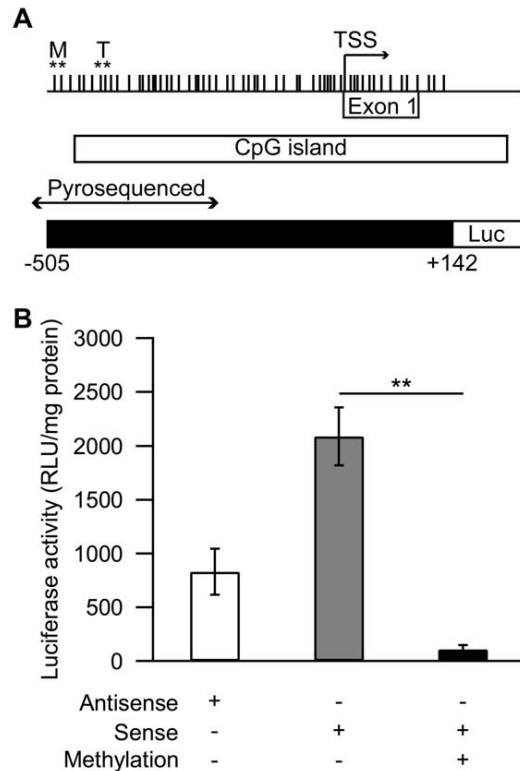 A
M T TSS
** **
Exon 1
CpG island
Pyrosequenced
Luc
-505 +142
B
Luciferase activity (RLU/mg protein)
3000
2500
2000
1500
1000
500
0
**
Antisense + - -
Sense - + +
Methylation - - +